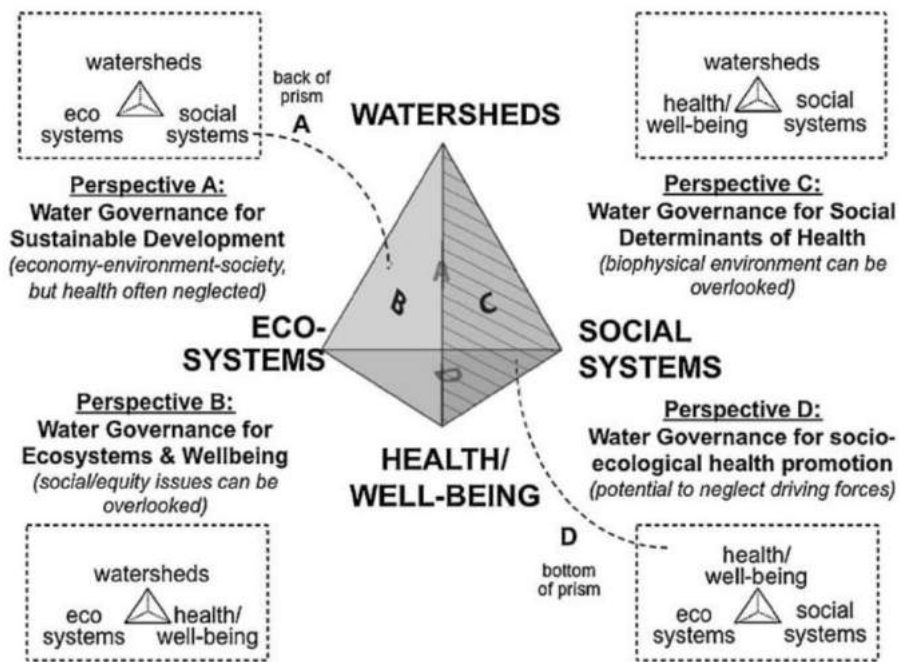 watersheds
eco
systems
social
systems
back of
prism
A
WATERSHEDS
watersheds
health/
well-being
social
systems
Perspective A:
Water Governance for
Sustainable Development
(economy-environment-society,
but health often neglected)
Perspective C:
Water Governance for Social
Determinants of Health
(biophysical environment can be
overlooked)
A
B
C
D
ECO-
SYSTEMS
SOCIAL
SYSTEMS
HEALTH/
WELL-BEING
Perspective B:
Water Governance for
Ecosystems & Wellbeing
(social/equity issues can be
overlooked)
Perspective D:
Water Governance for socio-
ecological health promotion
(potential to neglect driving forces)
D
bottom
of prism
watersheds
eco
systems
health/
well-being
health/
well-being
eco
systems
social
systems